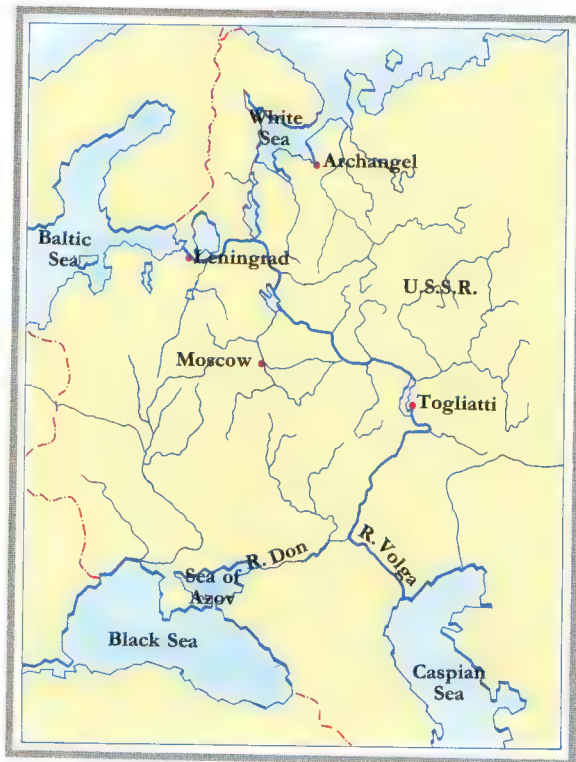 White
Sea
Archangel
Baltic
Sea
Leningrad
U.S.S.R.
Moscow
Togliatti
R. Don
R. Volga
Sea of
Azov
Black Sea
Caspian
Sea